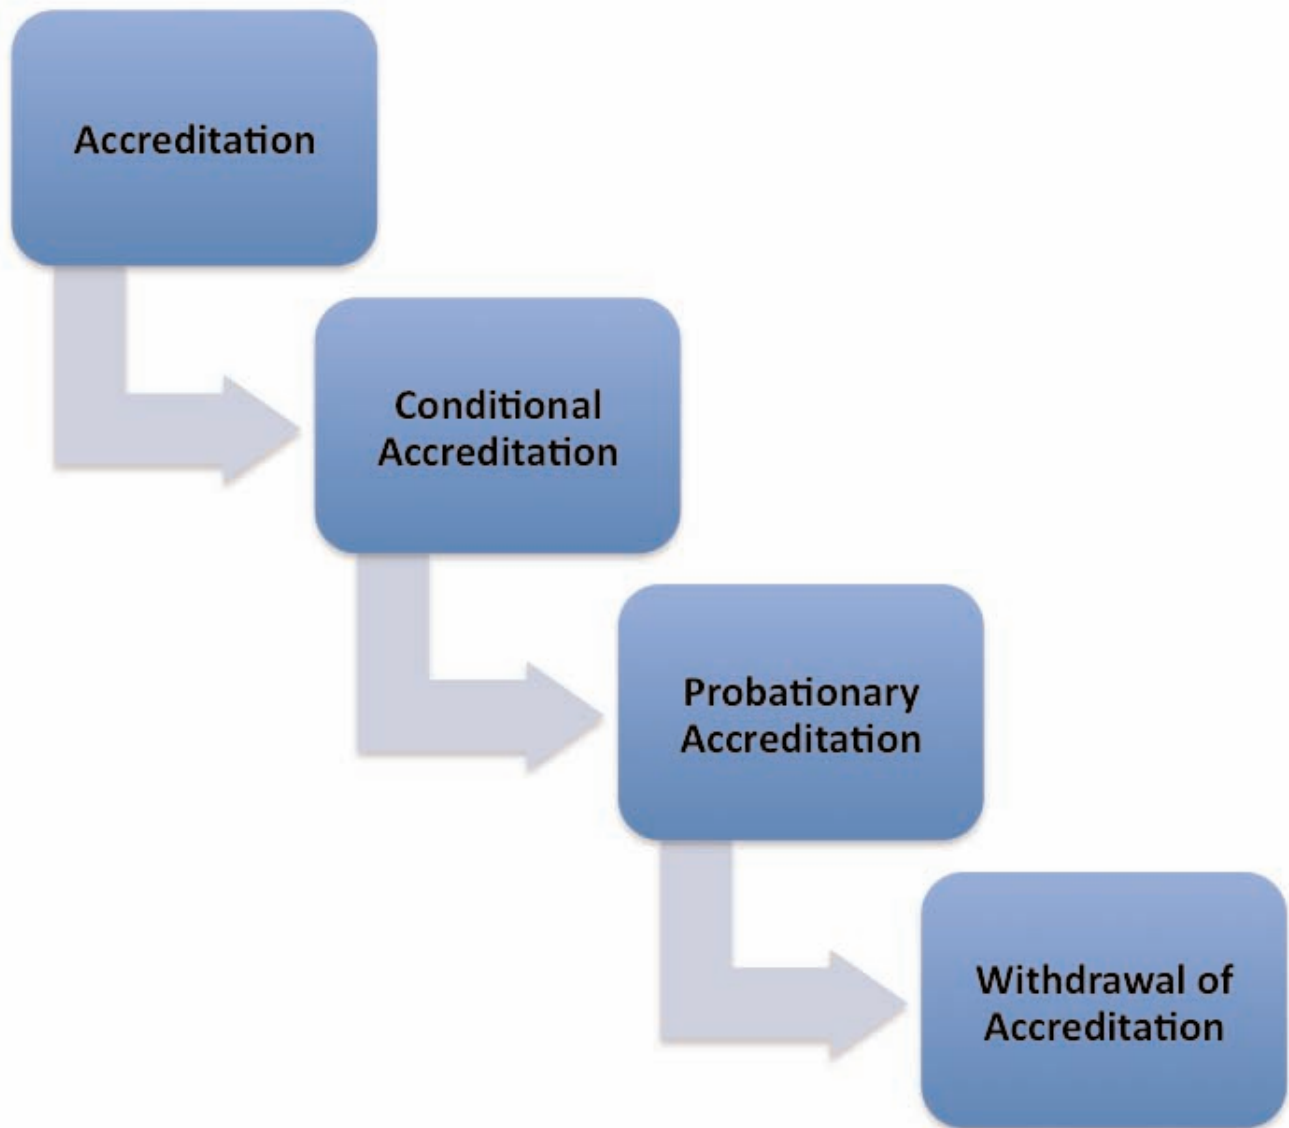 Accreditation
Conditional
Accreditation
Probationary
Accreditation
Withdrawal of
Accreditation